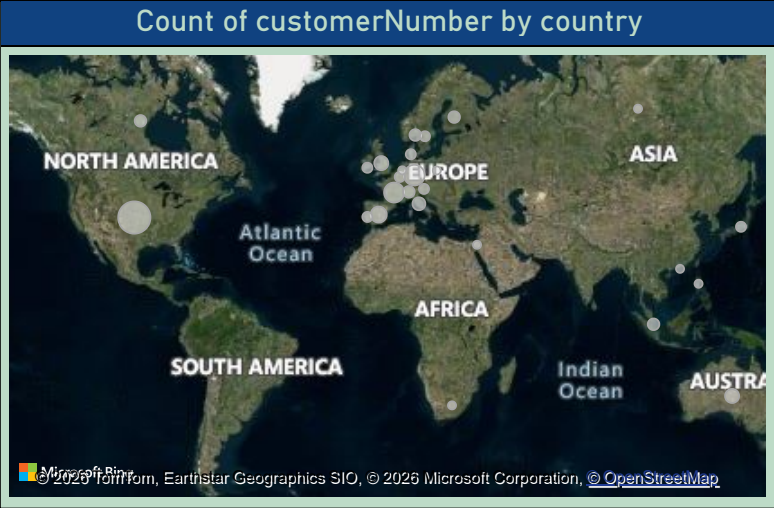 Count of customerNumber by country
NORTH AMERICA
EUROPE
ASIA
Atlantic
Ocean
AFRICA
SOUTH AMERICA
Indian
Ocean
AUSTRA
Microsoft Bing
© 2026 TomTom, Earthstar Geographics SIO, © 2026 Microsoft Corporation, © OpenStreetMap